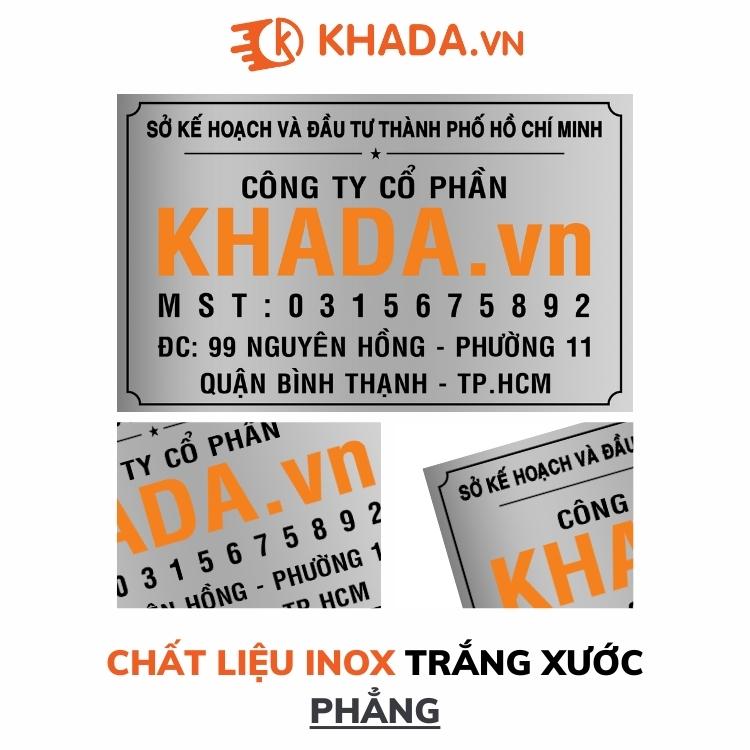 KHADA.VN
SỞ KẾ HOẠCH VÀ ĐẦU TƯ THÀNH PHỐ HỒ CHÍ MINH
CÔNG TY CỔ PHẦN
KHADA.vn
MST: 0315675892
ĐC: 99 NGUYÊN HỒNG - PHƯỜNG 11
QUẬN BÌNH THẠNH - TP.HCM
TY CỔ PHẦN
ADA.vn
0315675892
HỒNG - PHƯỜNG 1
TP.HCM
SỞ KẾ HOẠCH VÀ ĐẦU
CÔNG
KHA
CHẤT LIỆU INOX TRẮNG XƯỚC
PHẲNG